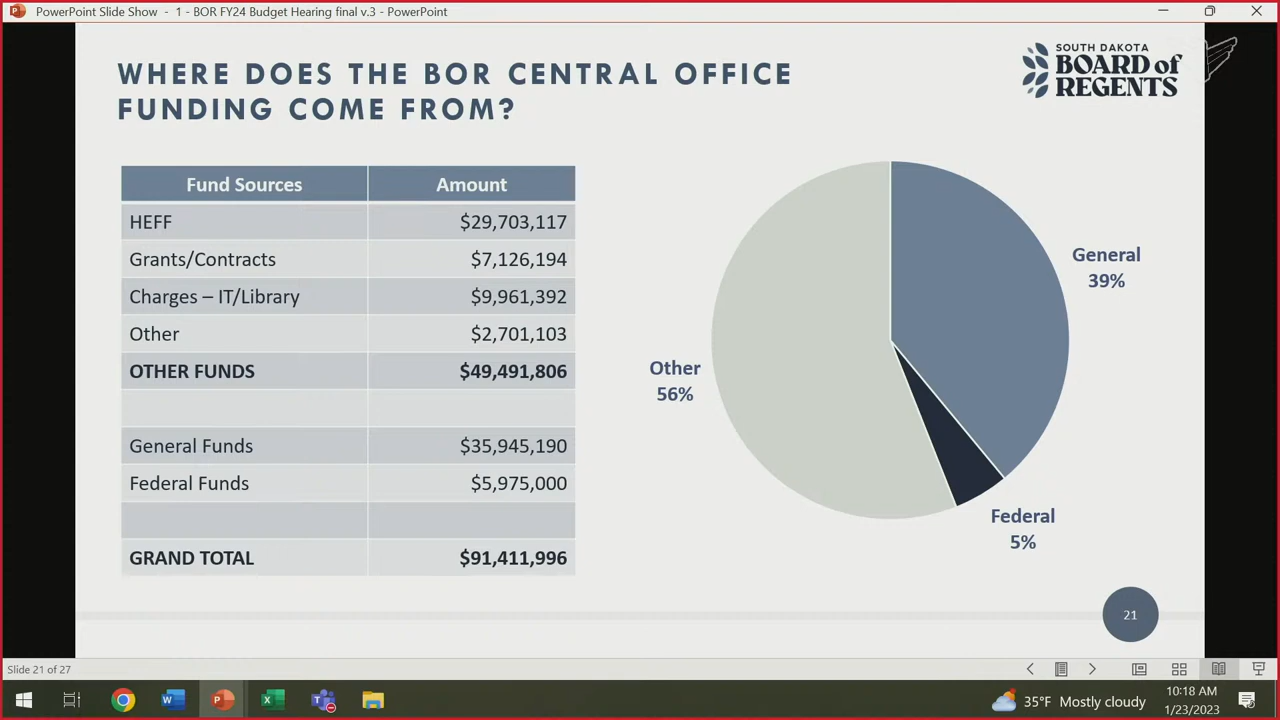 PowerPoint Slide Show - 1 - BOR FY24 Budget Hearing final v.3 - PowerPoint
WHERE DOES THE BOR CENTRAL OFFICE
FUNDING COME FROM?
SOUTH DAKOTA
BOARD of
REGENTS
Fund Sources Amount
HEFF $29,703,117
Grants/Contracts $7,126,194
Charges – IT/Library $9,961,392
Other $2,701,103
OTHER FUNDS $49,491,806
General Funds $35,945,190
Federal Funds $5,975,000
GRAND TOTAL $91,411,996
General
39%
Other
56%
Federal
5%
21
Slide 21 of 27
35°F Mostly cloudy
10:18 AM
1/23/2023